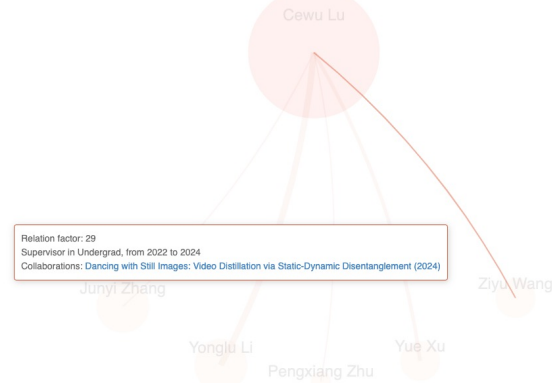 Cewu Lu
Relation factor: 29
Supervisor in Undergrad, from 2022 to 2024
Collaborations: Dancing with Still Images: Video Distillation via Static-Dynamic Disentanglement (2024)
Junyi Zhang
Ziyu Wang
Yonglu Li
Yue Xu
Pengxiang Zhu